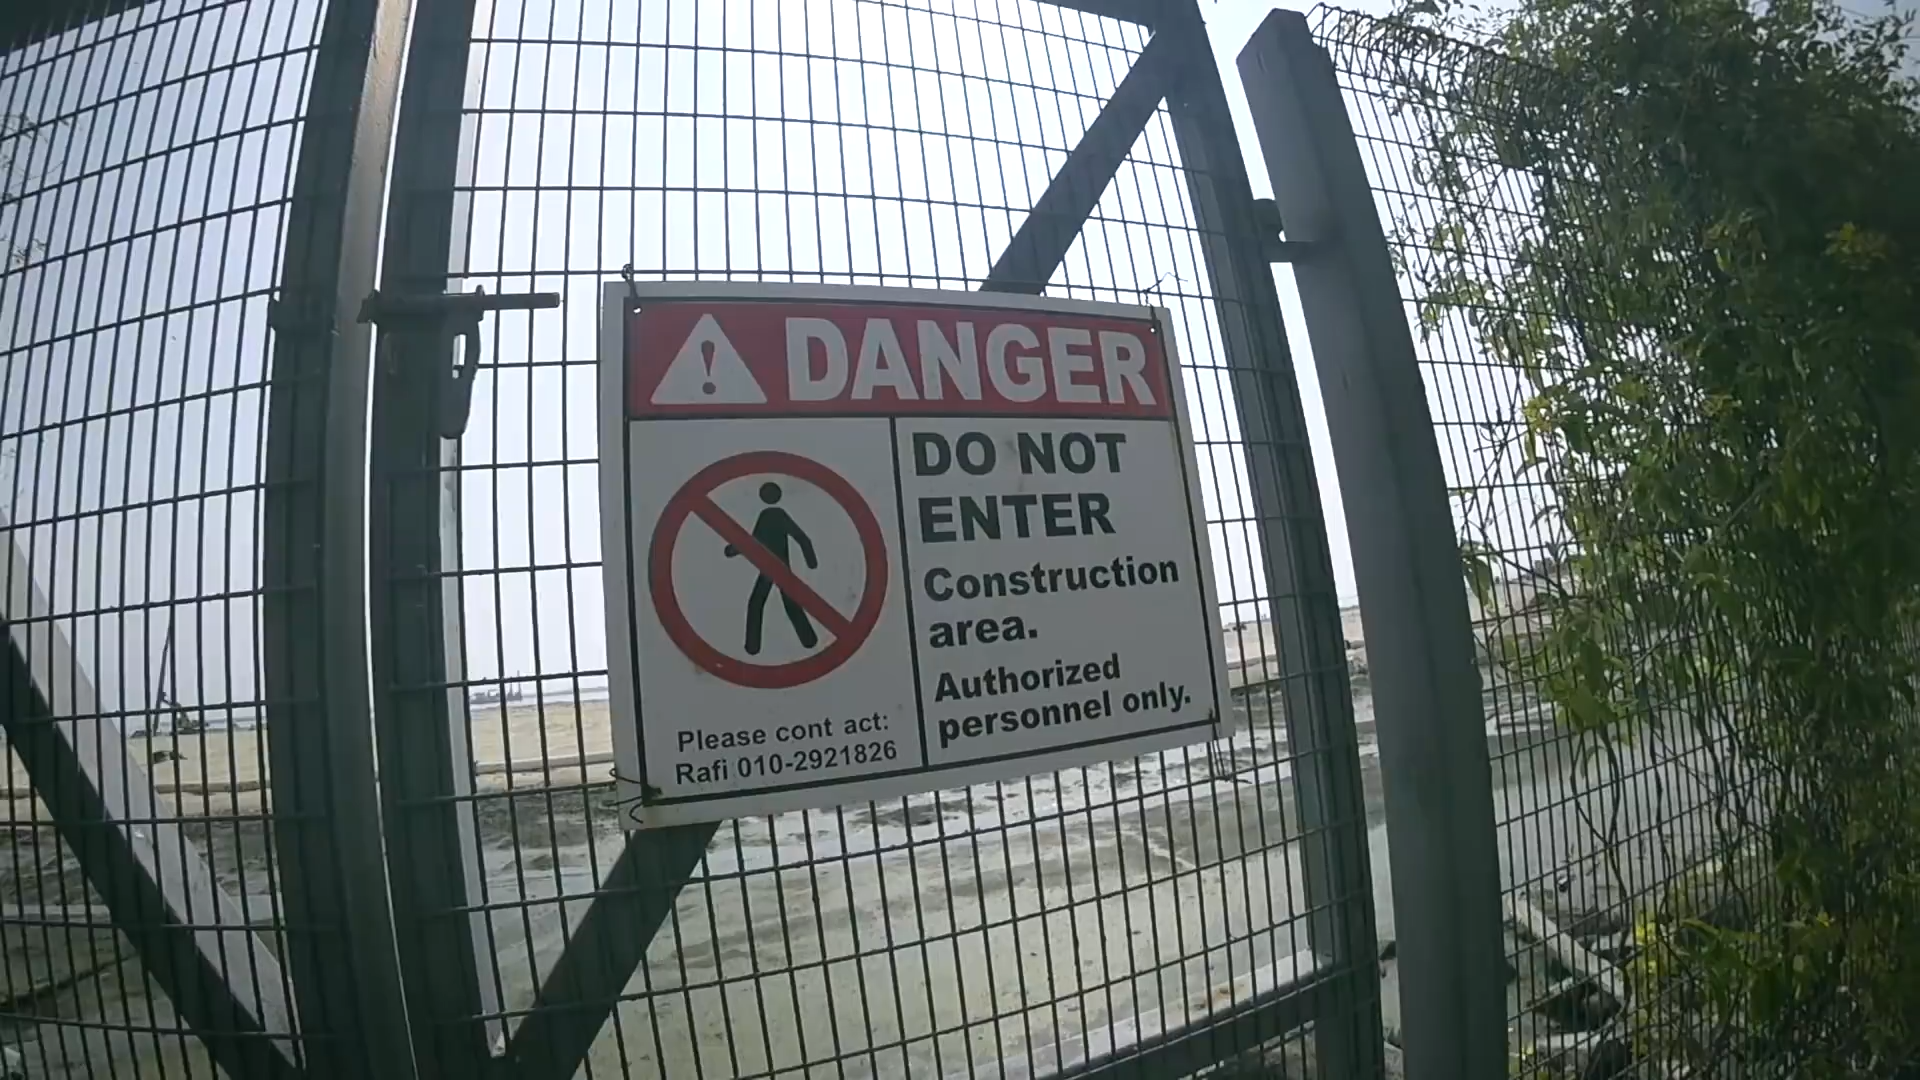 DANGER
DO NOT
ENTER
Construction
area.
Authorized
personnel only.
Please cont act:
Rafi 010-2921826